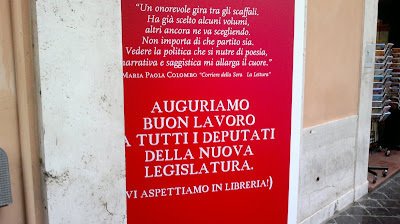 "Un onorevole gira tra gli scaffali.
Ha già scelto alcuni volumi,
altri ancora ne va scegliendo.
Non importa di che partito sia.
Vedere la politica che si nutre di poesia,
narrativa e saggistica mi allarga il cuore."
Maria Paola Colombo "Corriere della Sera La Lettura"
AUGURIAMO
BUON LAVORO
A TUTTI I DEPUTATI
DELLA NUOVA
LEGISLATURA.
(VI ASPETTIAMO IN LIBRERIA!)